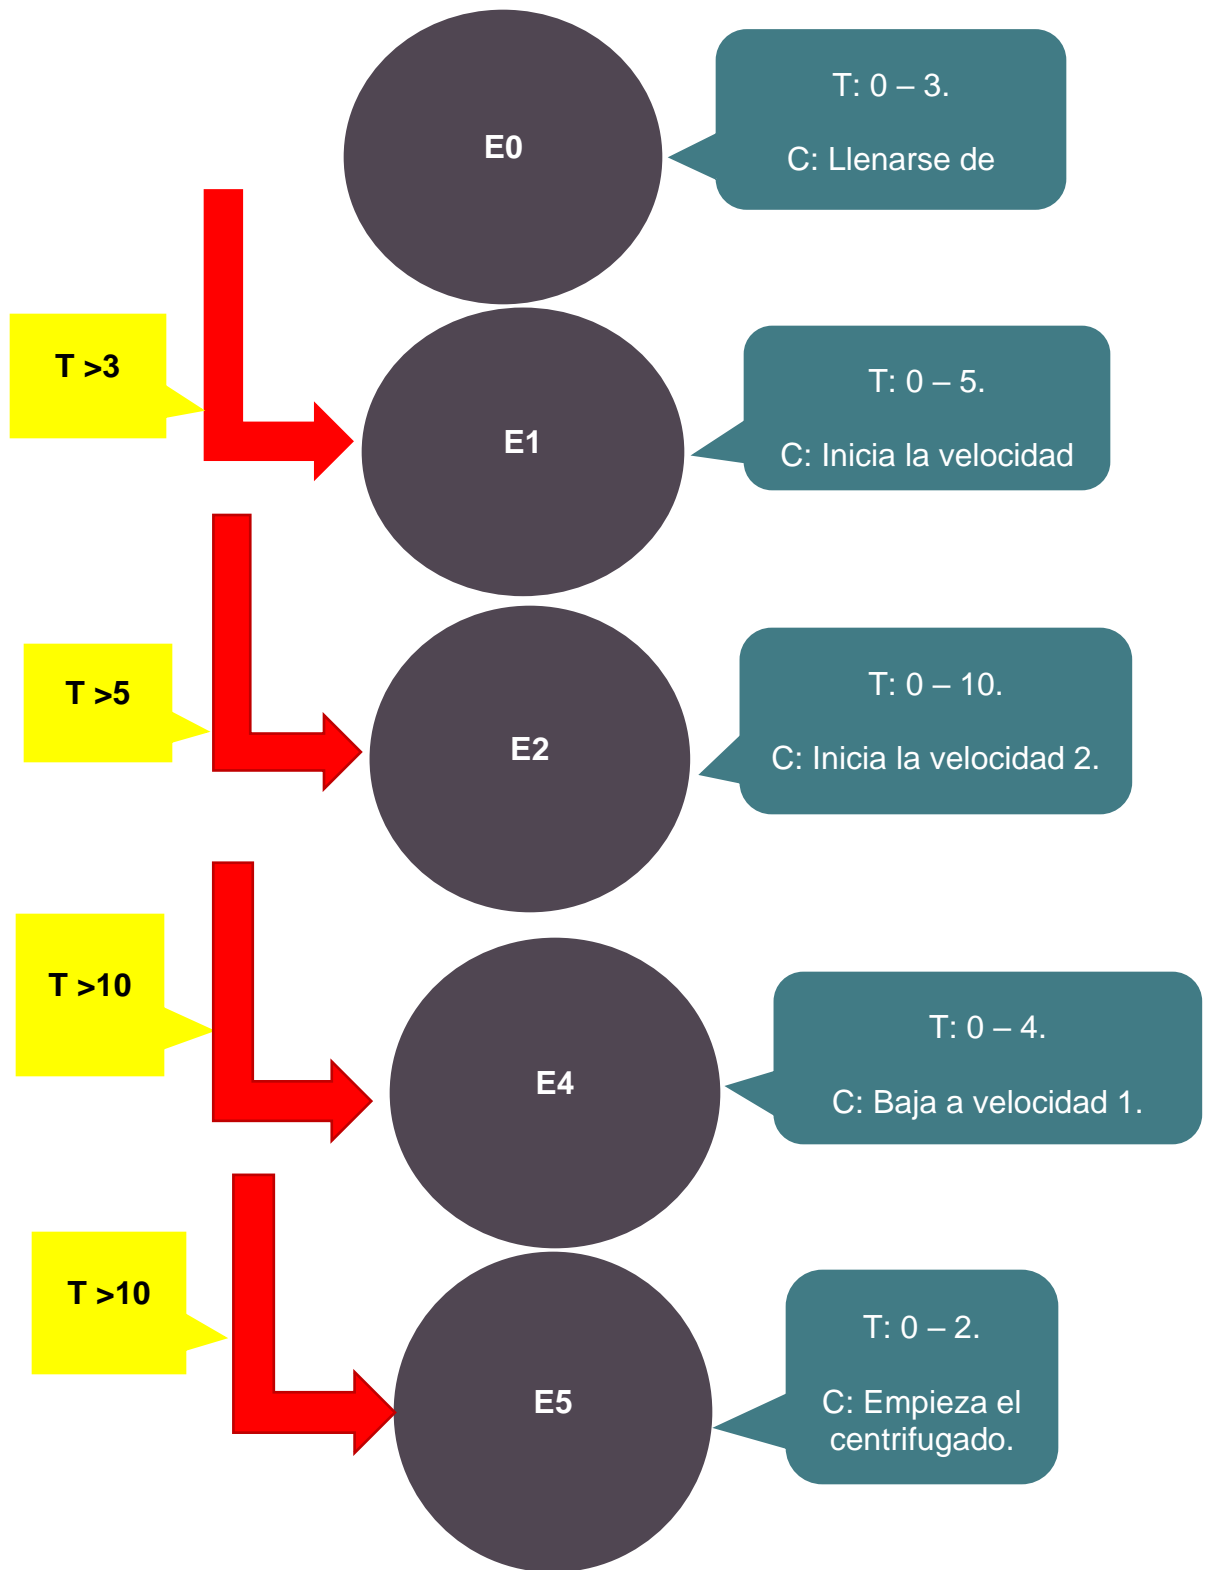 E0
T: 0 – 3.
C: Llenarse de
T >3
E1
T: 0 – 5.
C: Inicia la velocidad
T >5
E2
T: 0 – 10.
C: Inicia la velocidad 2.
T >10
E4
T: 0 – 4.
C: Baja a velocidad 1.
T >10
E5
T: 0 – 2.
C: Empieza el
centrifugado.